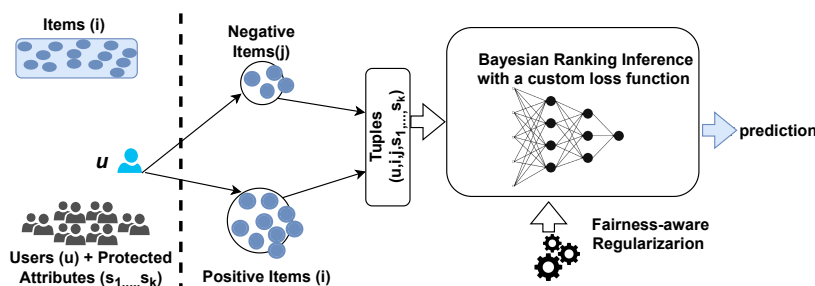 Items (i)
u
Users (u) + Protected
Attributes (s1,...,sk)
Negative
Items(j)
Positive Items (i)
Tuples
(u,i,j,s1,...,sk)
Bayesian Ranking Inference
with a custom loss function
prediction
Fairness-aware
Regularizarion